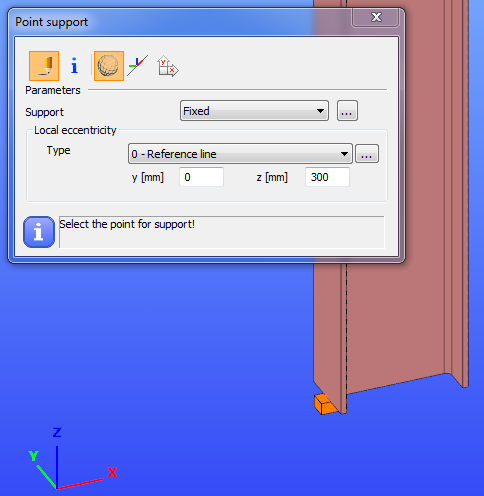 Point support
Parameters
Support
Fixed
...
Local eccentricity
Type
0 - Reference line
...
y [mm]
0
z [mm]
300
Select the point for support!
Z
Y
X